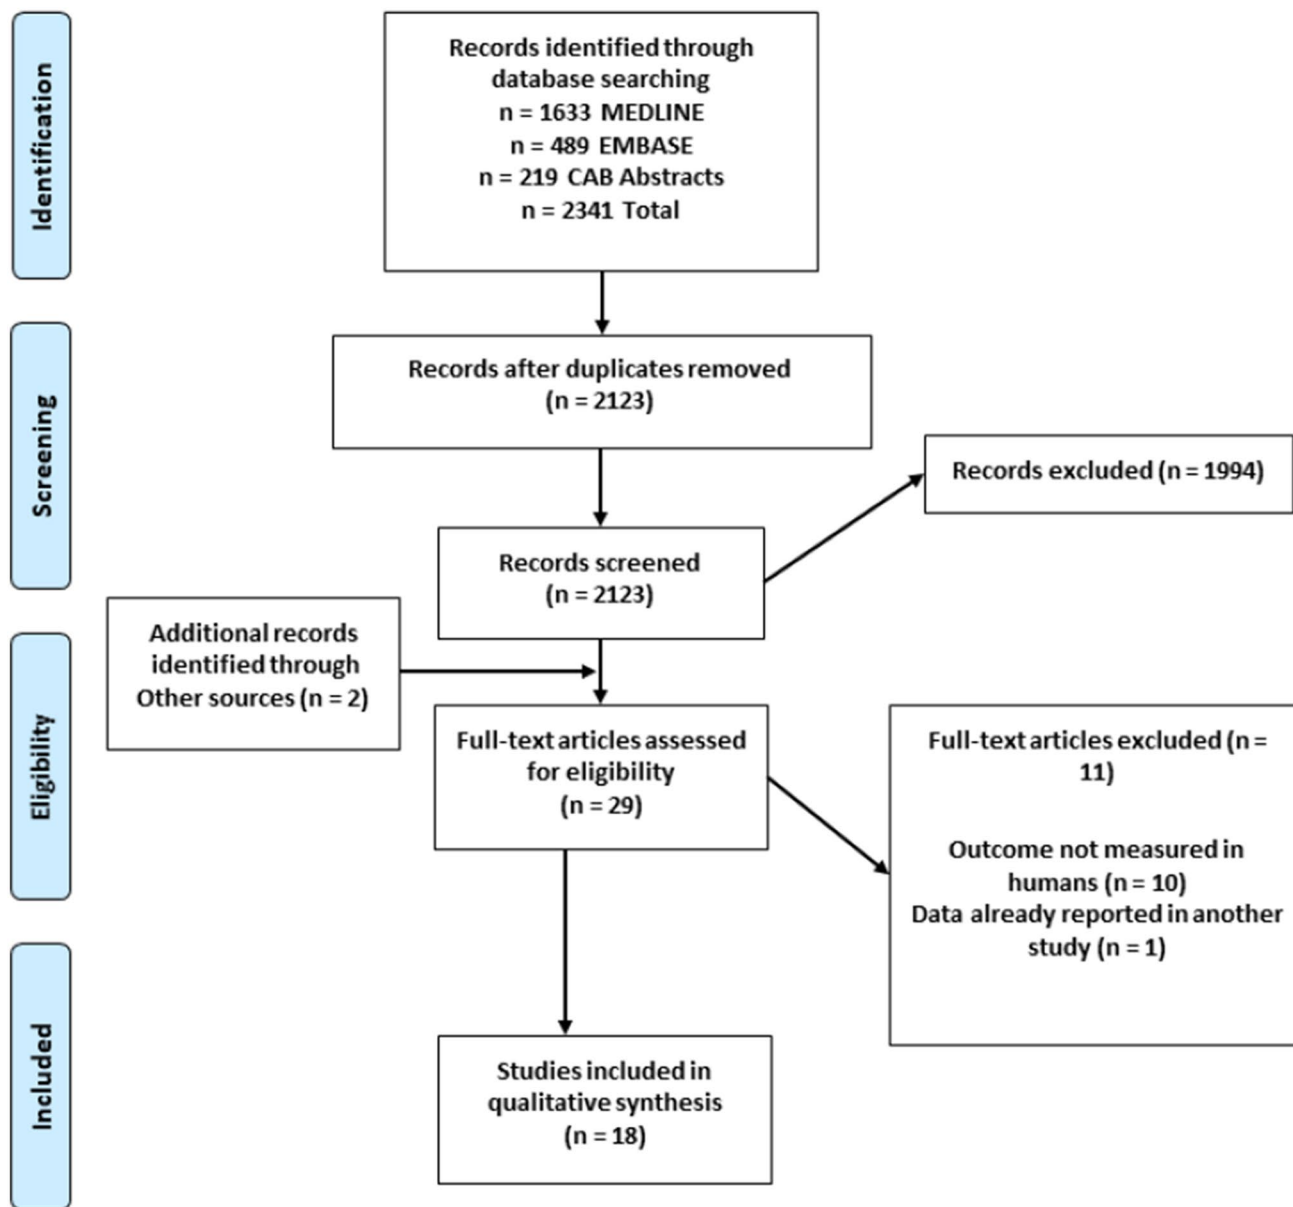 Identification
Records identified through
database searching
n = 1633 MEDLINE
n = 489 EMBASE
n = 219 CAB Abstracts
n = 2341 Total
Screening
Records after duplicates removed
(n = 2123)
Records excluded (n = 1994)
Records screened
(n = 2123)
Additional records
identified through
Other sources (n = 2)
Eligibility
Full-text articles assessed
for eligibility
(n = 29)
Full-text articles excluded (n =
11)
Outcome not measured in
humans (n = 10)
Data already reported in another
study (n = 1)
Included
Studies included in
qualitative synthesis
(n = 18)